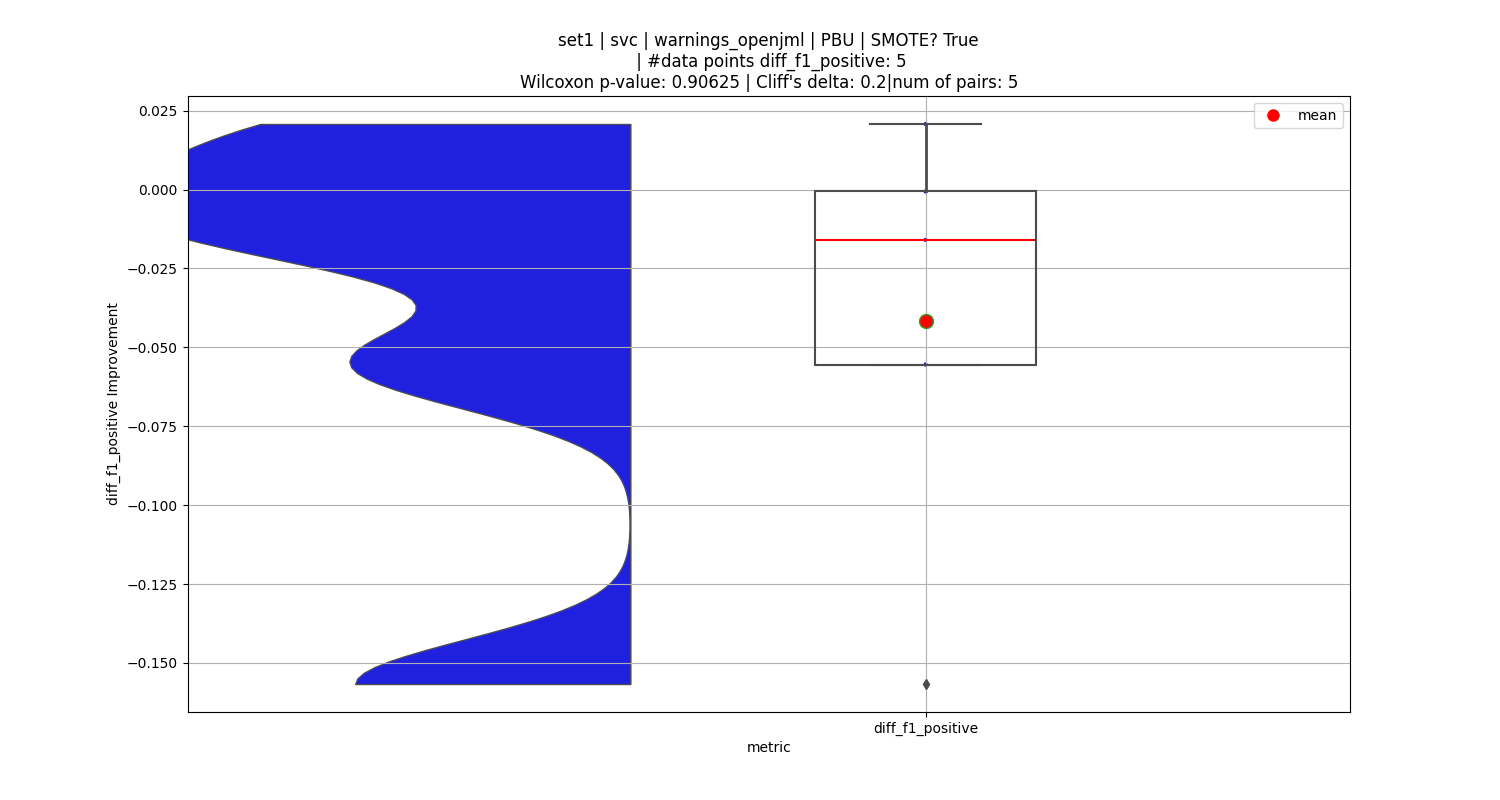 set1 | svc | warnings_openjml | PBU | SMOTE? True
| #data points diff_f1_positive: 5
Wilcoxon p-value: 0.90625 | Cliff's delta: 0.2|num of pairs: 5
mean
0.025
0.000
−0.025
−0.050
−0.075
−0.100
−0.125
−0.150
diff_f1_positive Improvement
diff_f1_positive
metric